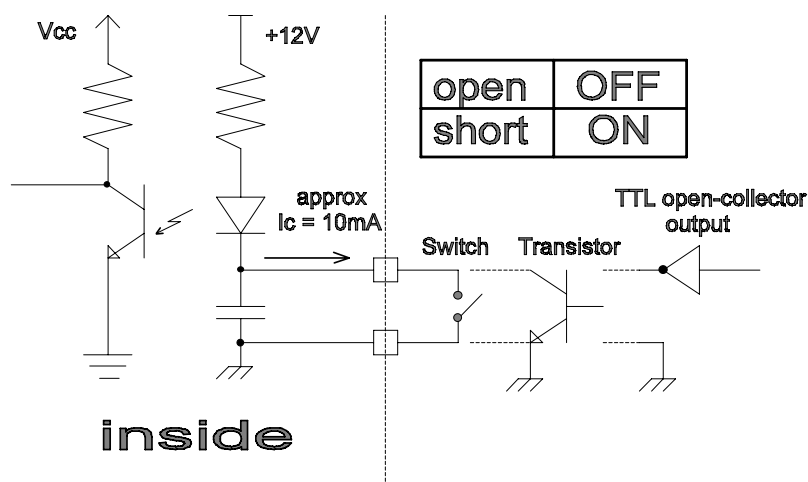 Vcc
+12V
open OFF
short ON
approx
Ic = 10mA
TTL open-collector
output
Switch
Transistor
inside